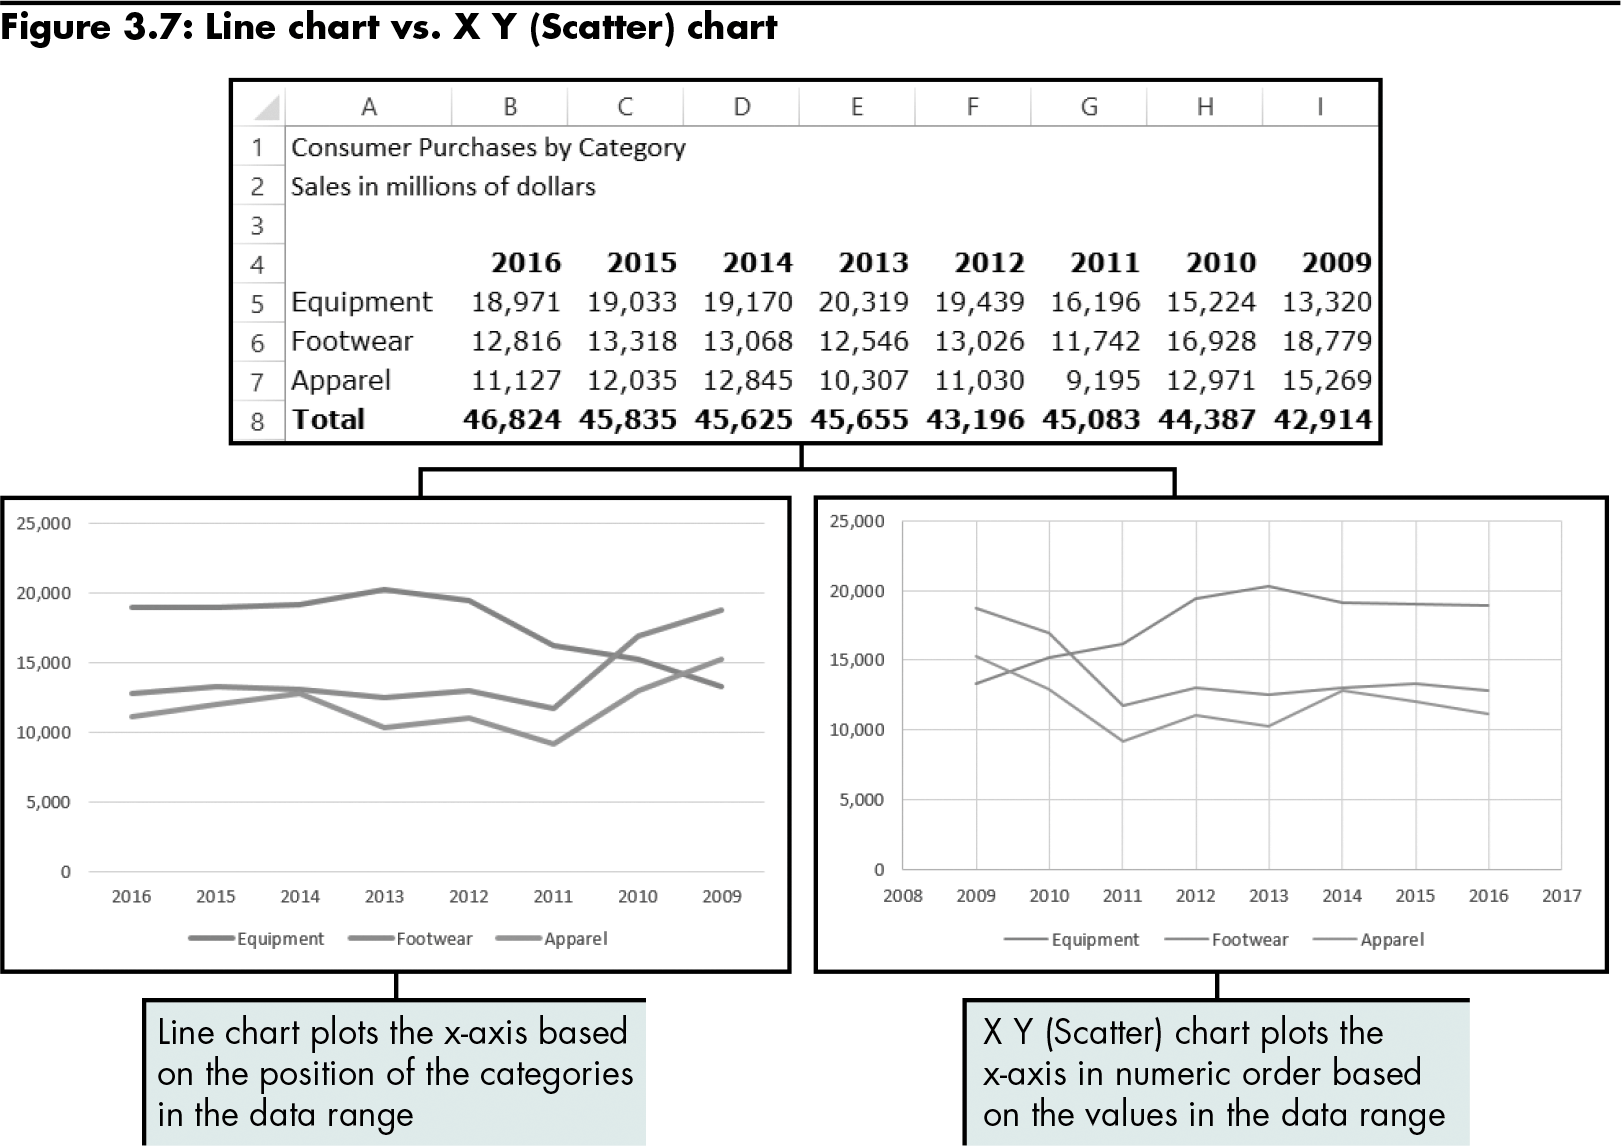 Figure 3.7: Line chart vs. X Y (Scatter) chart
A B C D E F G H I
1 Consumer Purchases by Category
2 Sales in millions of dollars
3
4 2016 2015 2014 2013 2012 2011 2010 2009
5 Equipment 18,971 19,033 19,170 20,319 19,439 16,196 15,224 13,320
6 Footwear 12,816 13,318 13,068 12,546 13,026 11,742 16,928 18,779
7 Apparel 11,127 12,035 12,845 10,307 11,030 9,195 12,971 15,269
8 Total 46,824 45,835 45,625 45,655 43,196 45,083 44,387 42,914
25,000
20,000
15,000
10,000
5,000
0
2016 2015 2014 2013 2012 2011 2010 2009
Equipment Footwear Apparel
25,000
20,000
15,000
10,000
5,000
0
2008 2009 2010 2011 2012 2013 2014 2015 2016 2017
Equipment Footwear Apparel
Line chart plots the x-axis based
on the position of the categories
in the data range
X Y (Scatter) chart plots the
x-axis in numeric order based
on the values in the data range